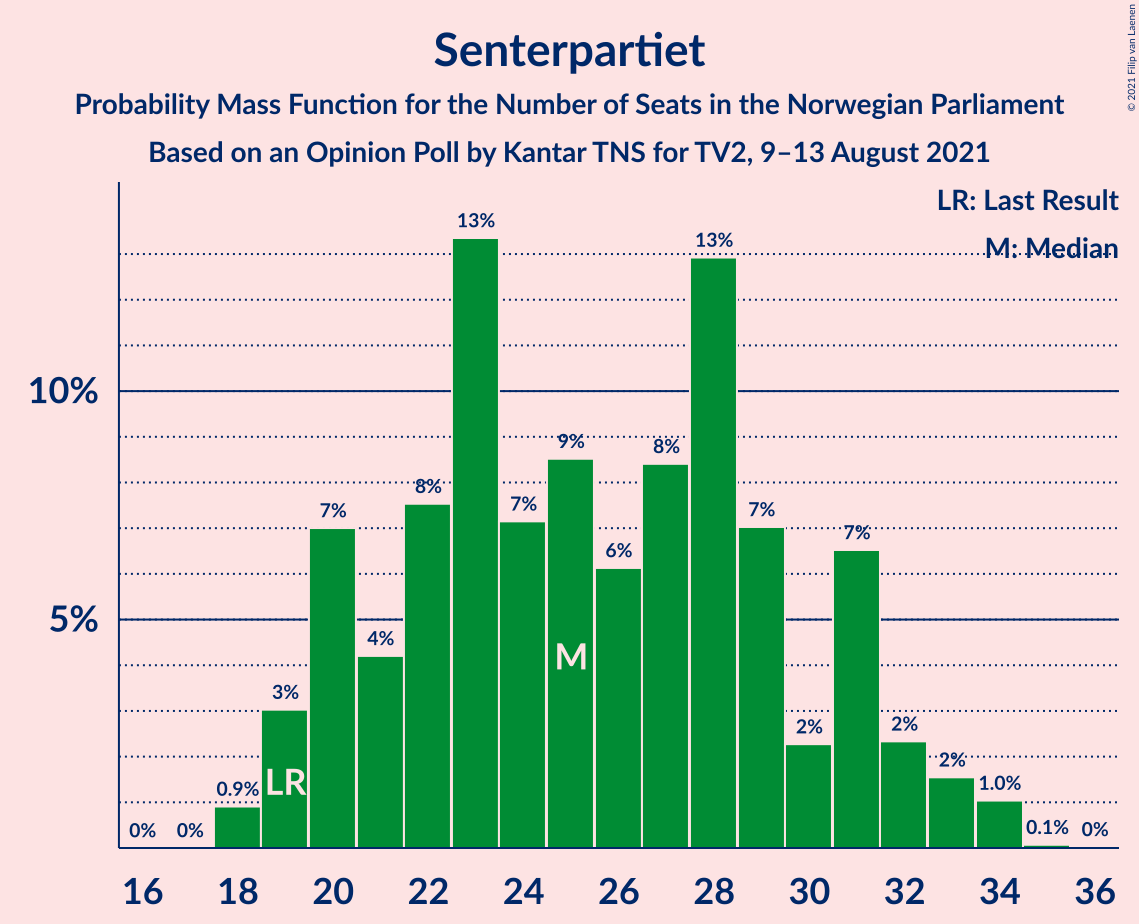 Senterpartiet
Probability Mass Function for the Number of Seats in the Norwegian Parliament
Based on an Opinion Poll by Kantar TNS for TV2, 9–13 August 2021
© 2021 Filip van Laenen
LR: Last Result
M: Median
10%
5%
0%
0%
0.9%
3%
7%
4%
8%
13%
7%
9%
6%
8%
13%
7%
2%
7%
2%
2%
1.0%
0.1%
0%
LR
M
16 18 20 22 24 26 28 30 32 34 36